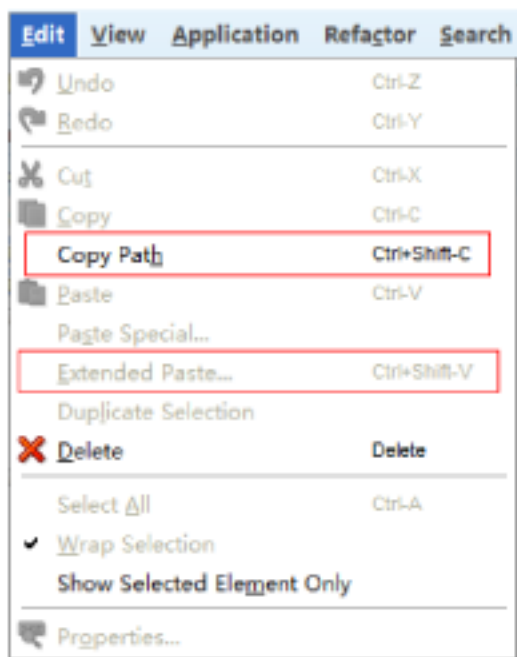 Edit View Application Refactor Search
Undo Ctrl-Z
Redo Ctrl-Y
Cut Ctrl-X
Copy Ctrl-C
Copy Path Ctrl+Shift-C
Paste Ctrl-V
Paste Special...
Extended Paste... Ctrl+Shift-V
Duplicate Selection
Delete Delete
Select All Ctrl-A
Wrap Selection
Show Selected Element Only
Properties...